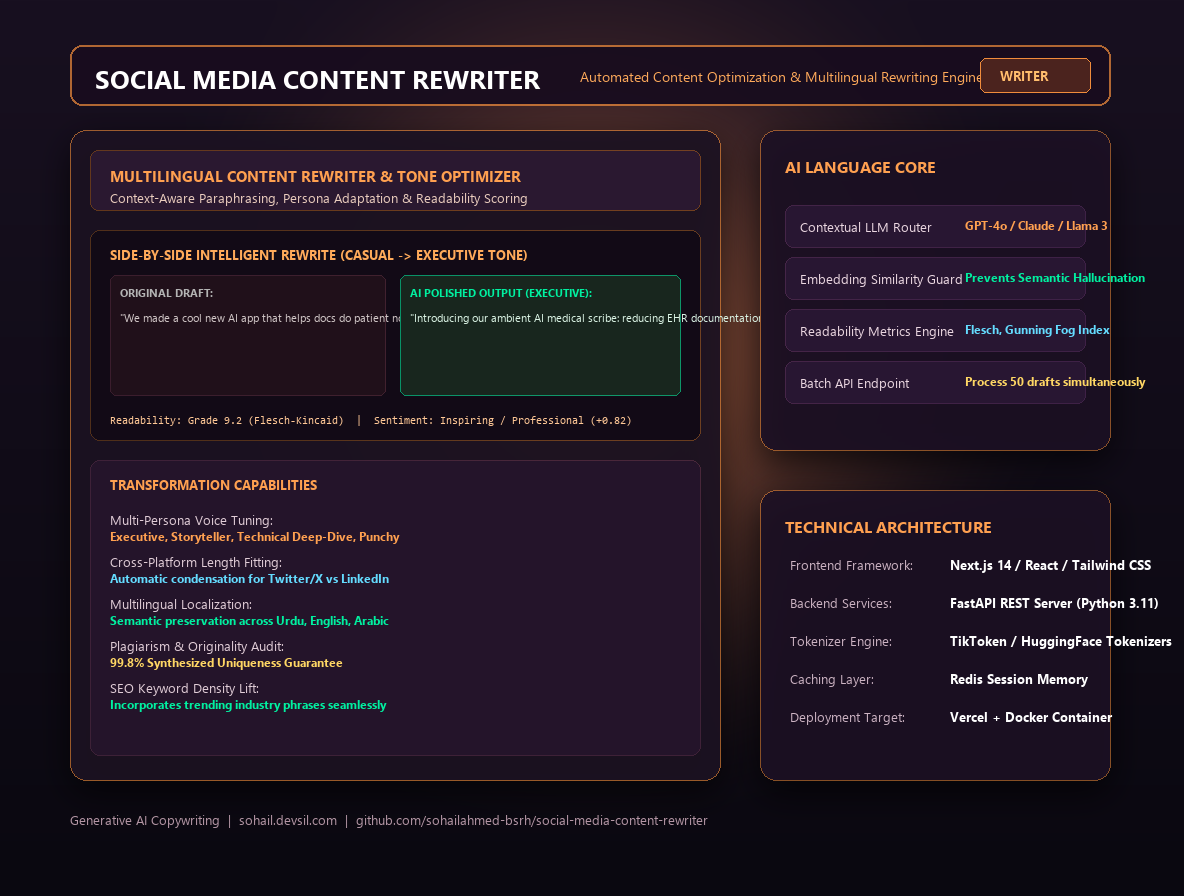 SOCIAL MEDIA CONTENT REWRITER
Automated Content Optimization & Multilingual Rewriting Engine
WRITER
MULTILINGUAL CONTENT REWRITER & TONE OPTIMIZER
Context-Aware Paraphrasing, Persona Adaptation & Readability Scoring
SIDE-BY-SIDE INTELLIGENT REWRITE (CASUAL -> EXECUTIVE TONE)
ORIGINAL DRAFT:
"We made a cool new AI app that helps docs do patient
AI POLISHED OUTPUT (EXECUTIVE):
"Introducing our ambient AI medical scribe: reducing EHR documentation
Readability: Grade 9.2 (Flesch-Kincaid) | Sentiment: Inspiring / Professional (+0.82)
TRANSFORMATION CAPABILITIES
Multi-Persona Voice Tuning:
Executive, Storyteller, Technical Deep-Dive, Punchy
Cross-Platform Length Fitting:
Automatic condensation for Twitter/X vs LinkedIn
Multilingual Localization:
Semantic preservation across Urdu, English, Arabic
Plagiarism & Originality Audit:
99.8% Synthesized Uniqueness Guarantee
SEO Keyword Density Lift:
Incorporates trending industry phrases seamlessly
AI LANGUAGE CORE
Contextual LLM Router GPT-4o / Claude / Llama 3
Embedding Similarity Guard Prevents Semantic Hallucination
Readability Metrics Engine Flesch, Gunning Fog Index
Batch API Endpoint Process 50 drafts simultaneously
TECHNICAL ARCHITECTURE
Frontend Framework: Next.js 14 / React / Tailwind CSS
Backend Services: FastAPI REST Server (Python 3.11)
Tokenizer Engine: TikToken / HuggingFace Tokenizers
Caching Layer: Redis Session Memory
Deployment Target: Vercel + Docker Container
Generative AI Copywriting | sohail.devsil.com | github.com/sohailahmed-bsrh/social-media-content-rewriter